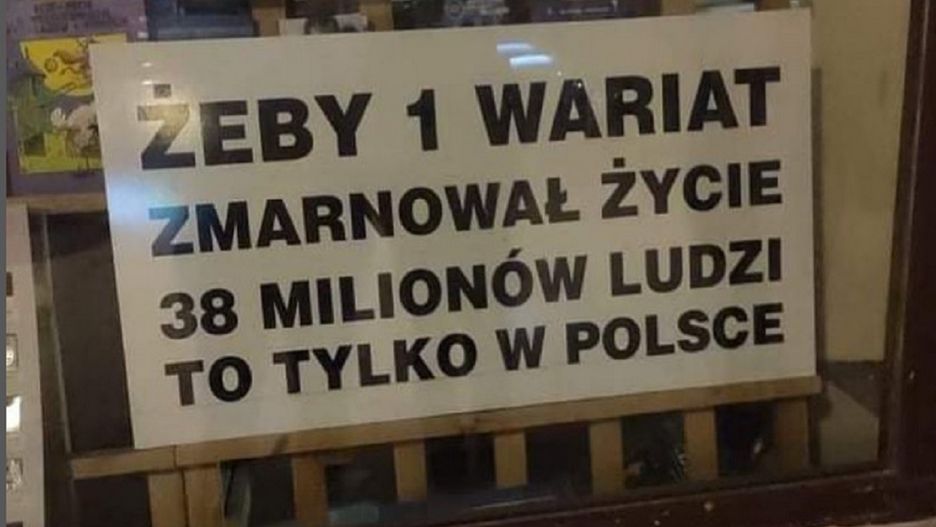 ŻEBY 1 WARIAT
ZMARNOWAŁ ŻYCIE
38 MILIONÓW LUDZI
TO TYLKO W POLSCE